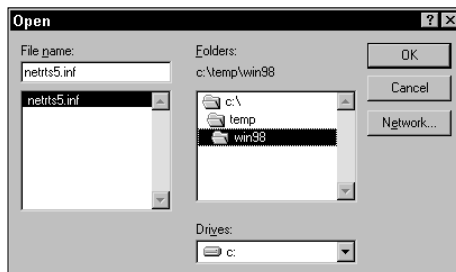 Open
File name:
netrts5.inf
netrts5.inf
Folders:
c:\temp\win98
c:\
temp
win98
Drives:
c:
OK
Cancel
Network...